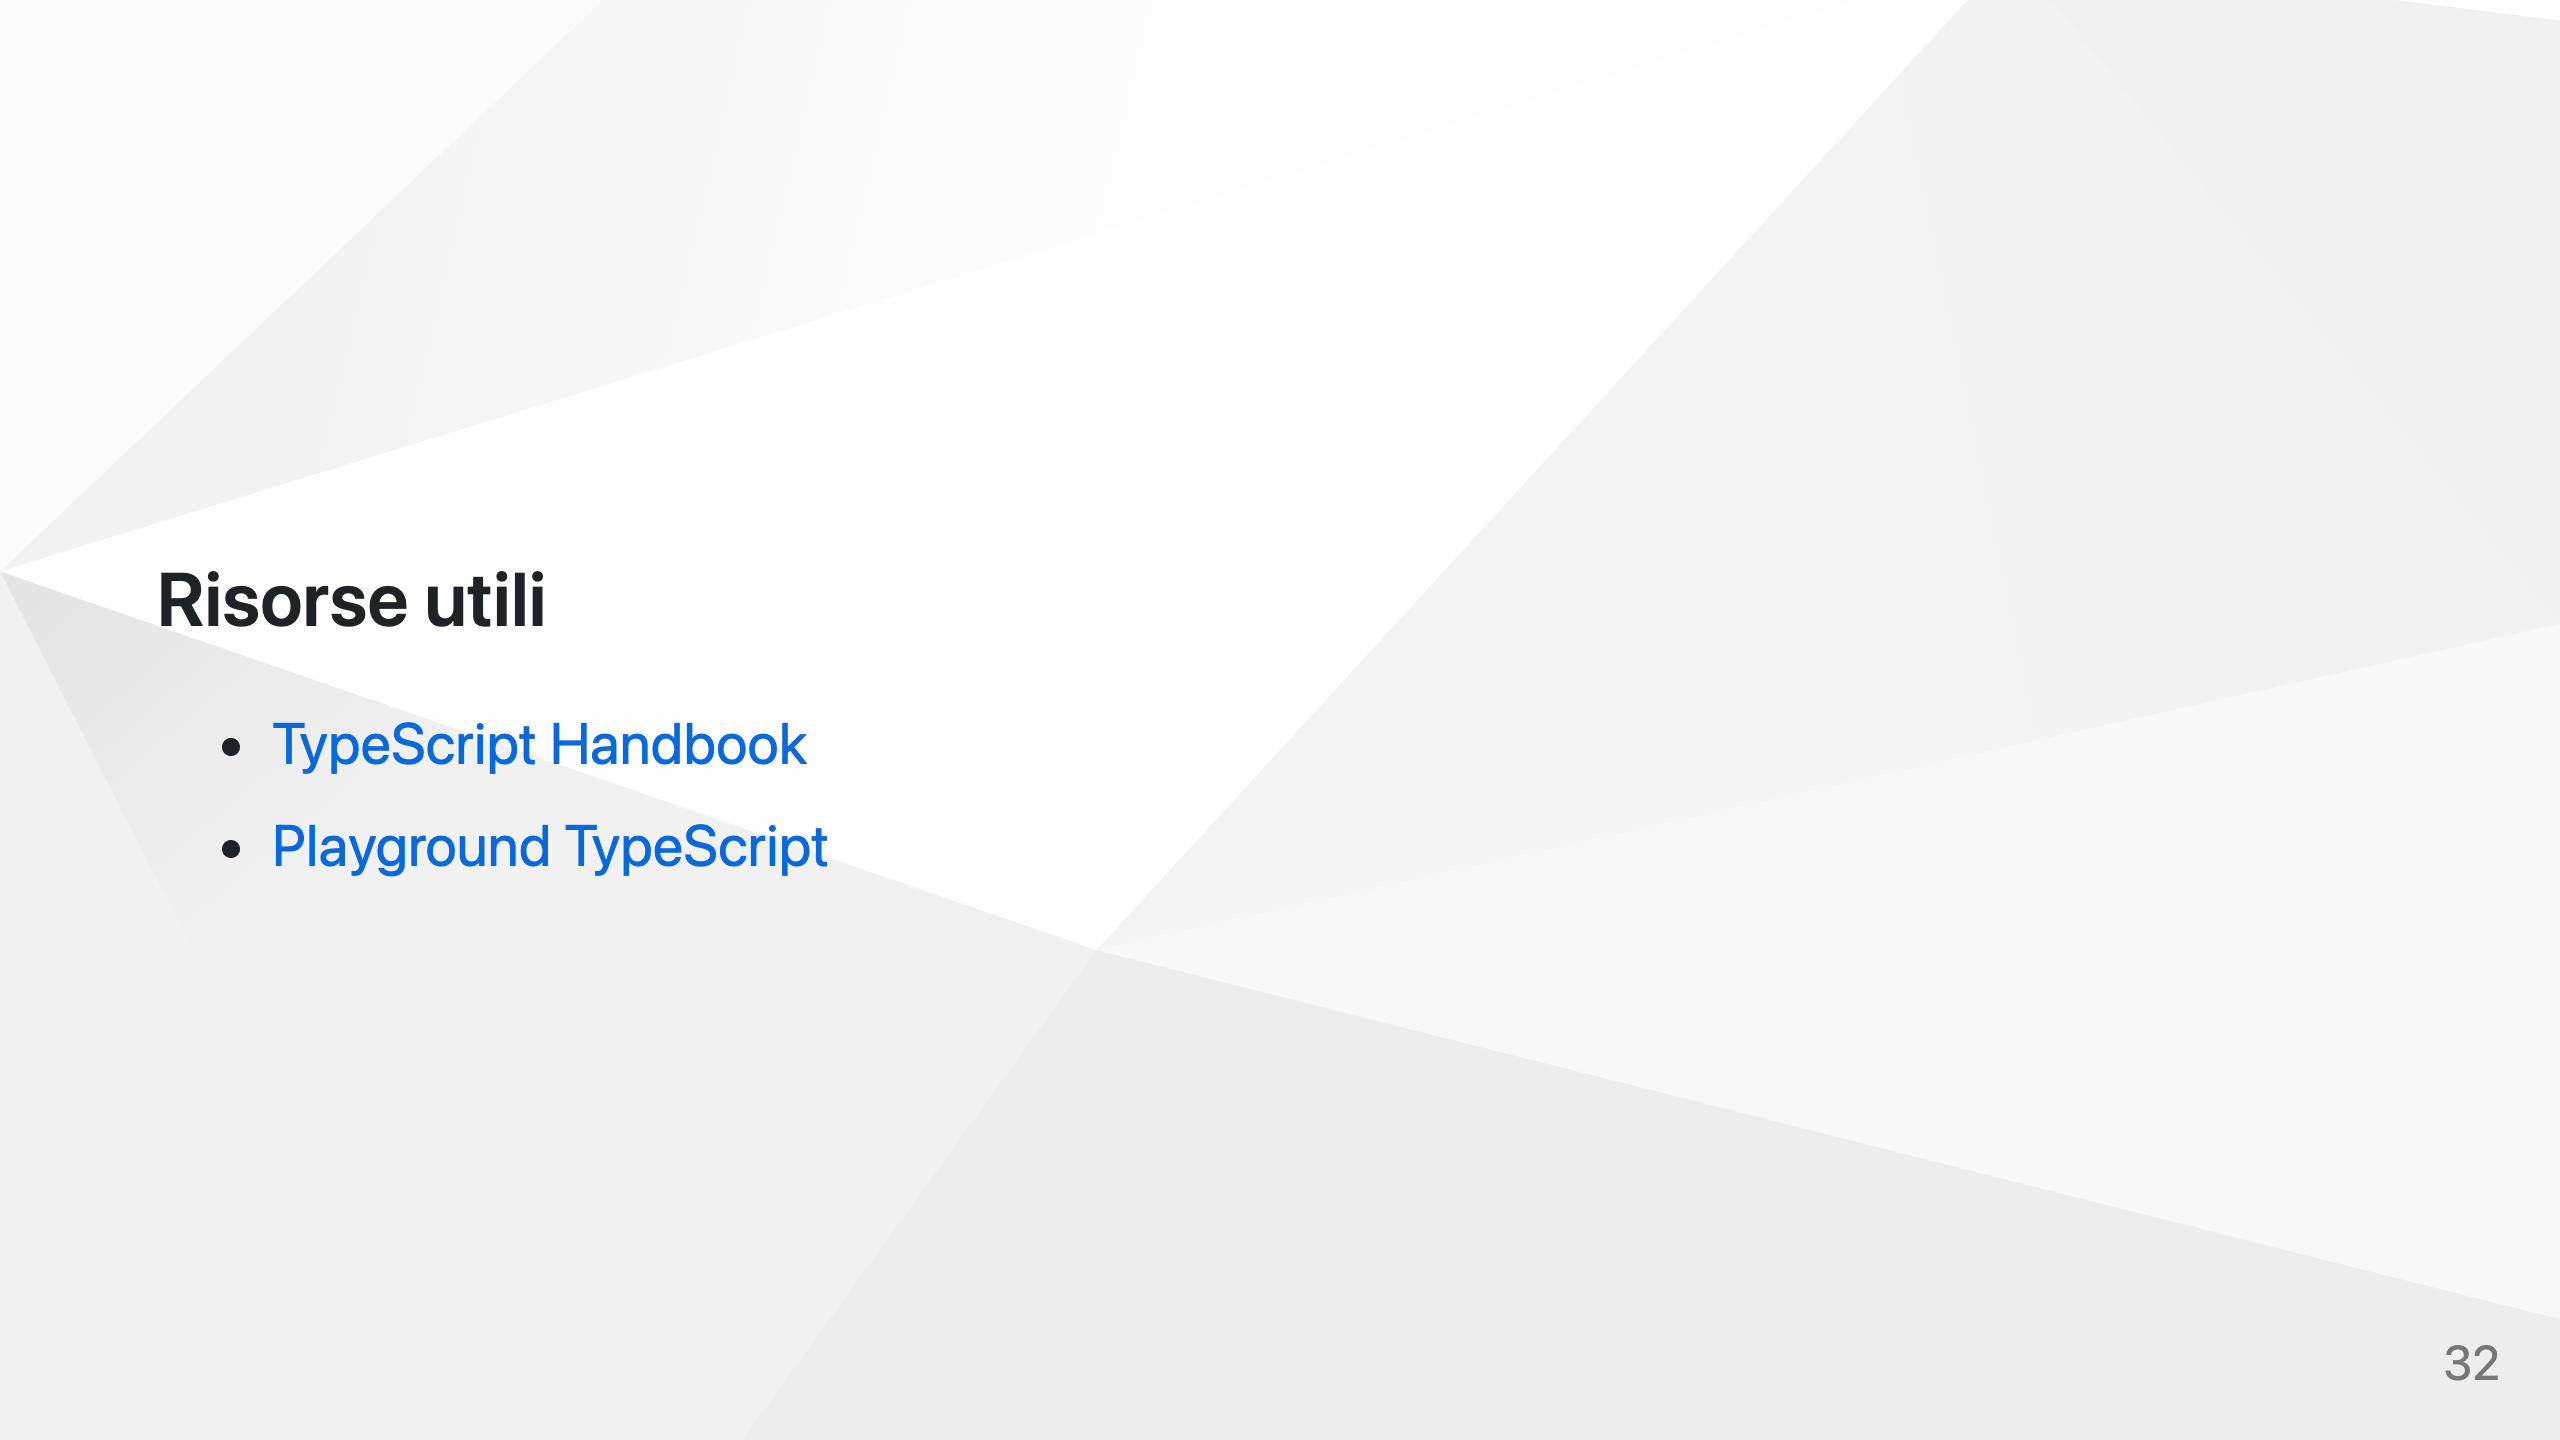 Risorse utili
• TypeScript Handbook
• Playground TypeScript
32